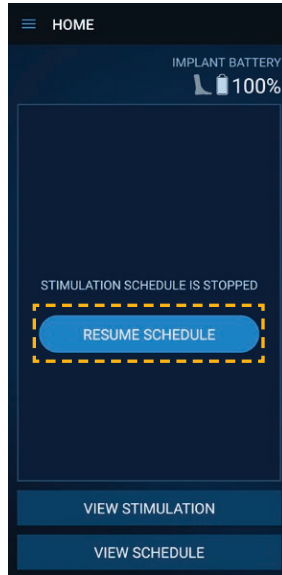 HOME
IMPLANT BATTERY
100%
STIMULATION SCHEDULE IS STOPPED
RESUME SCHEDULE
VIEW STIMULATION
VIEW SCHEDULE